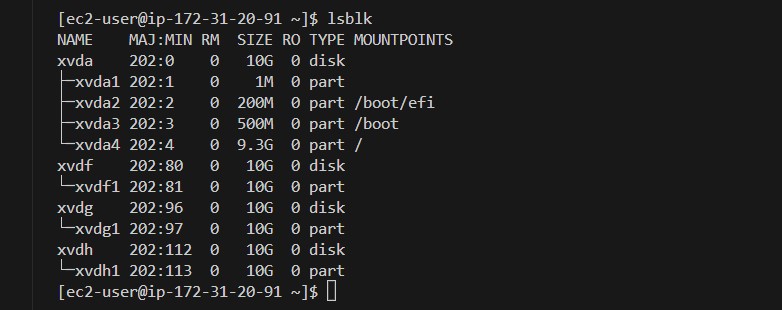 [ec2-user@ip-172-31-20-91 ~]$ lsblk
NAME    MAJ:MIN RM  SIZE RO TYPE MOUNTPOINTS
xvda    202:0    0   10G  0 disk
├─xvda1 202:1    0    1M  0 part
├─xvda2 202:2    0  200M  0 part /boot/efi
├─xvda3 202:3    0  500M  0 part /boot
└─xvda4 202:4    0  9.3G  0 part /
xvdf    202:80   0   10G  0 disk
└─xvdf1 202:81   0   10G  0 part
xvdg    202:96   0   10G  0 disk
└─xvdg1 202:97   0   10G  0 part
xvdh    202:112  0   10G  0 disk
└─xvdh1 202:113  0   10G  0 part
[ec2-user@ip-172-31-20-91 ~]$